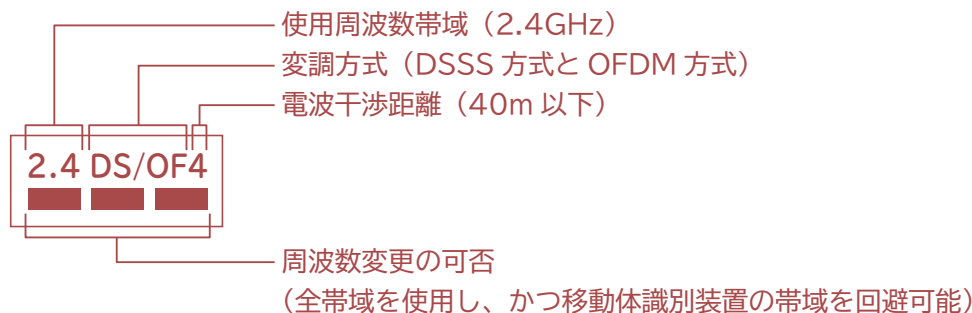 使用周波数帯域（2.4GHz）
変調方式（DSSS 方式と OFDM 方式）
電波干渉距離（40m 以下）
2.4 DS/OF4
周波数変更の可否
（全帯域を使用し、かつ移動体識別装置の帯域を回避可能）